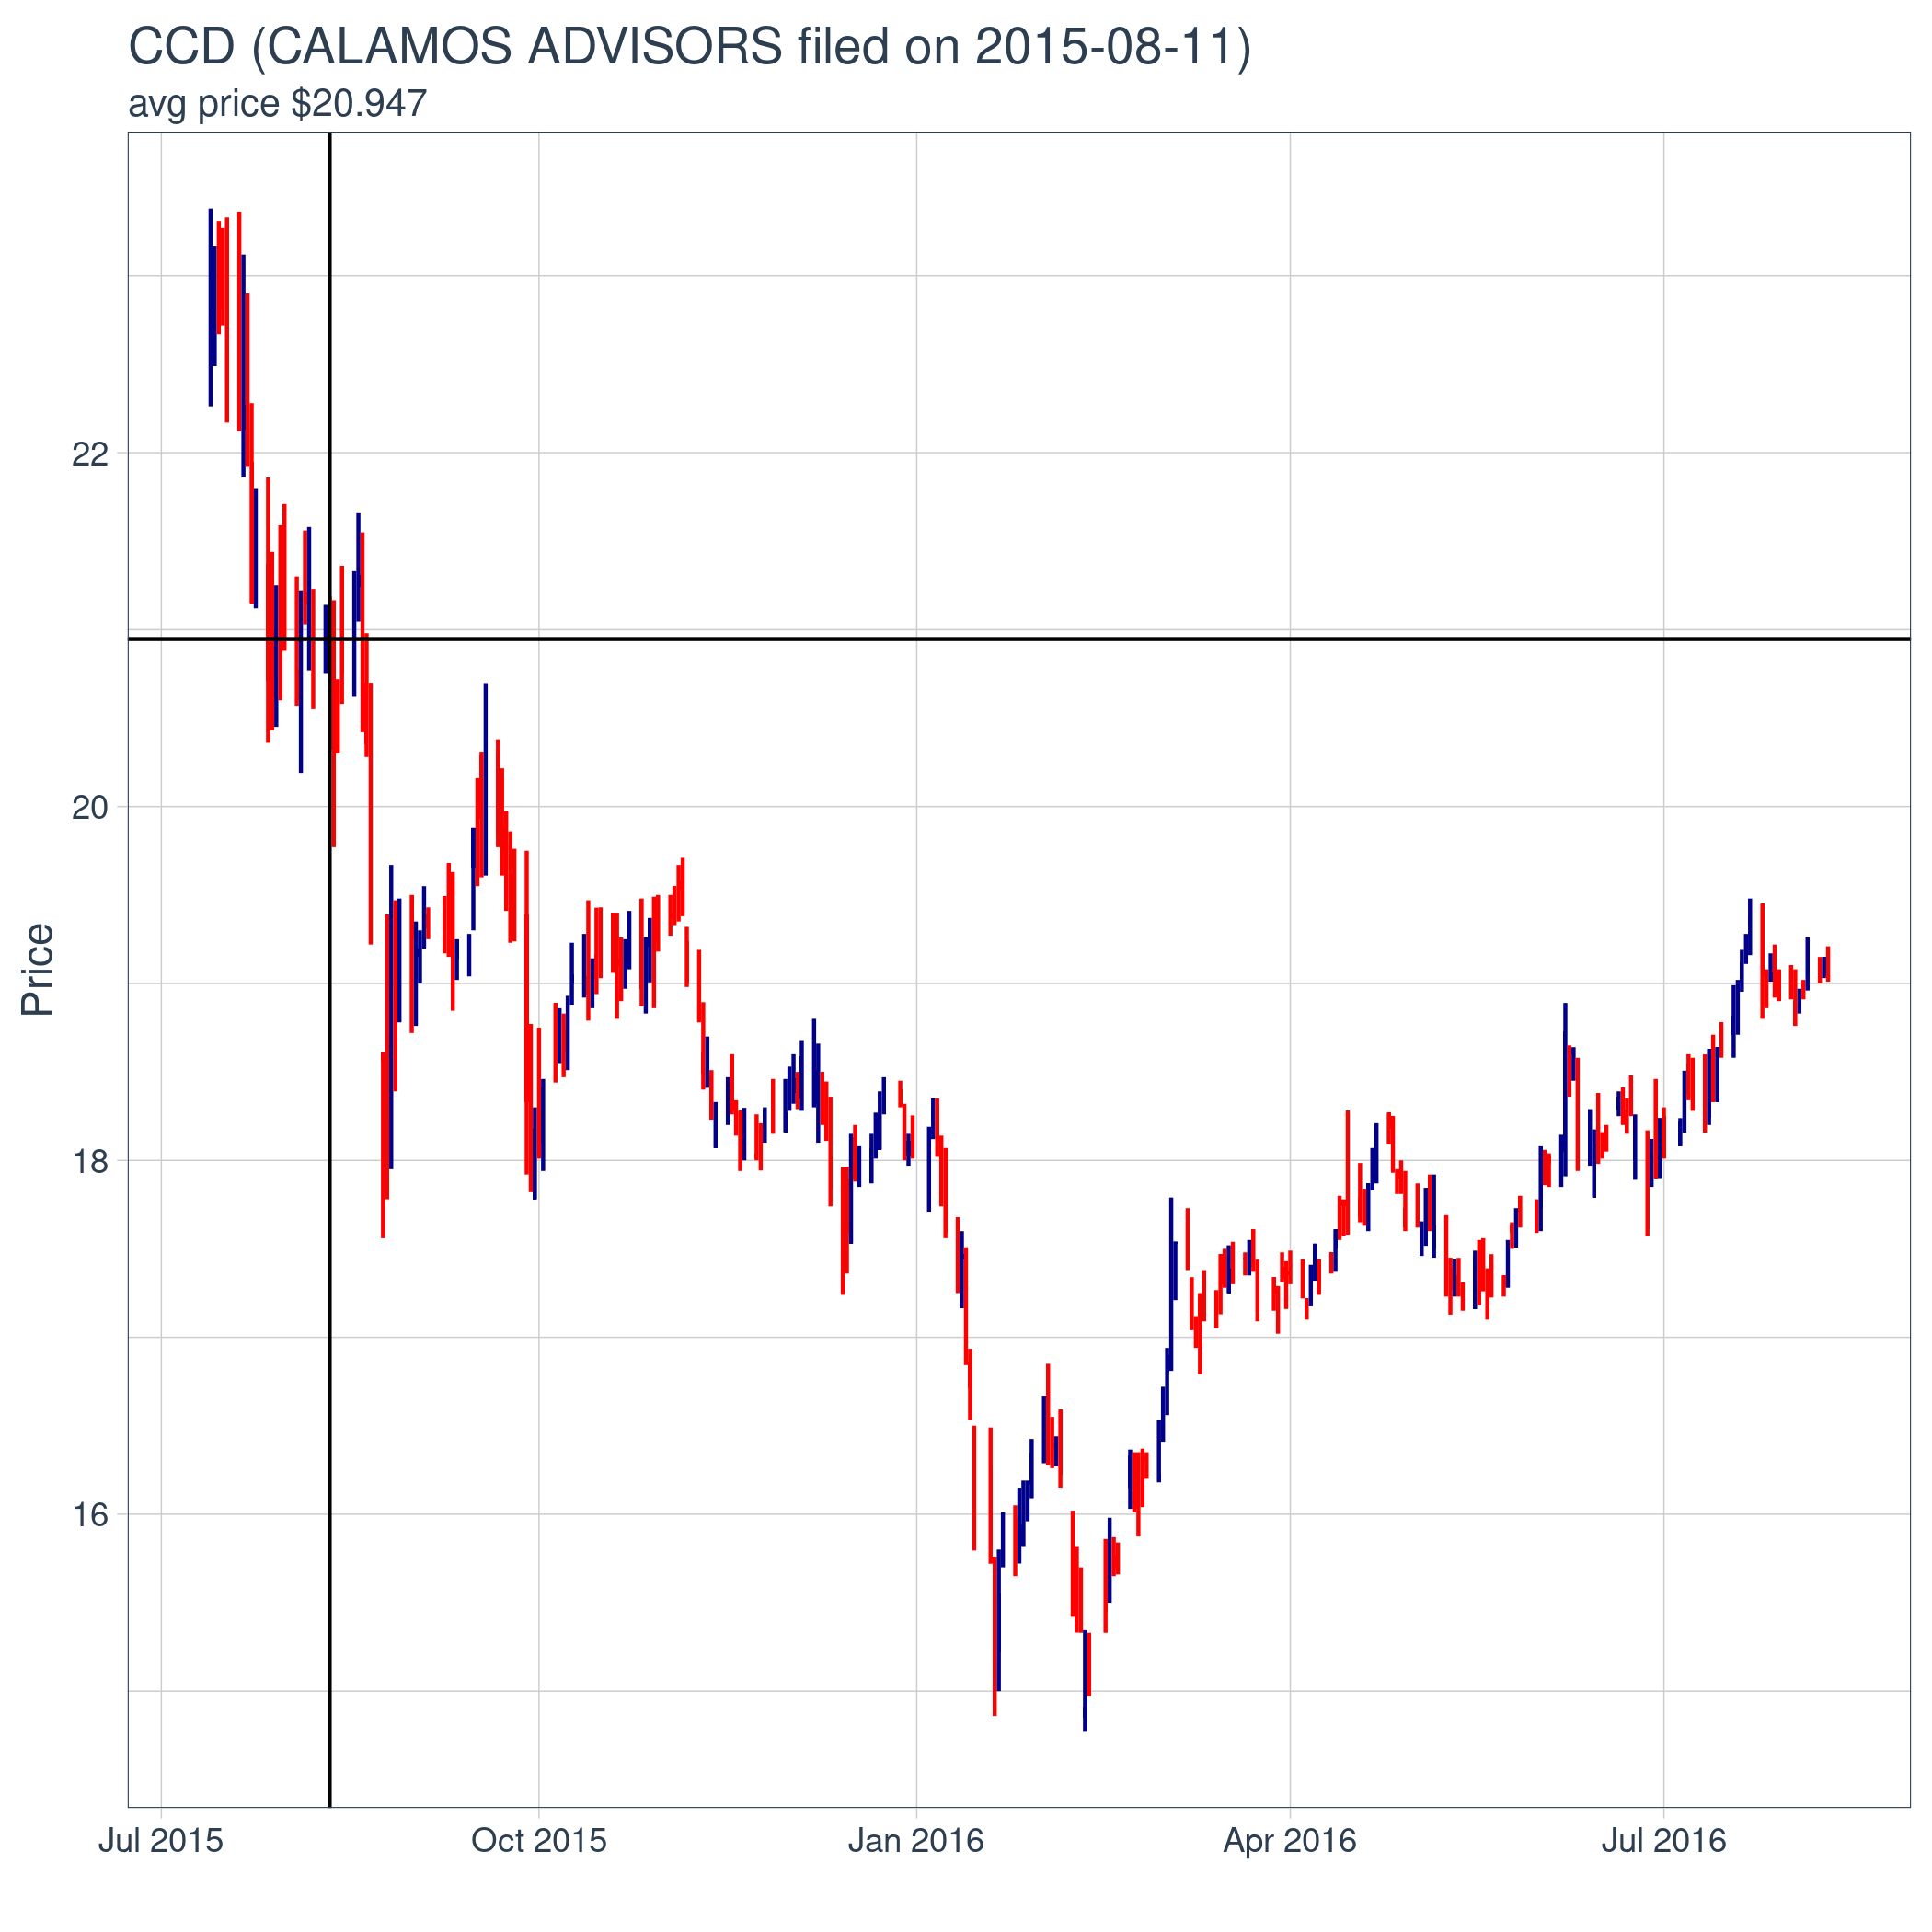 CCD (CALAMOS ADVISORS filed on 2015-08-11)
avg price $20.947
22
20
18
16
Price
Jul 2015
Oct 2015
Jan 2016
Apr 2016
Jul 2016